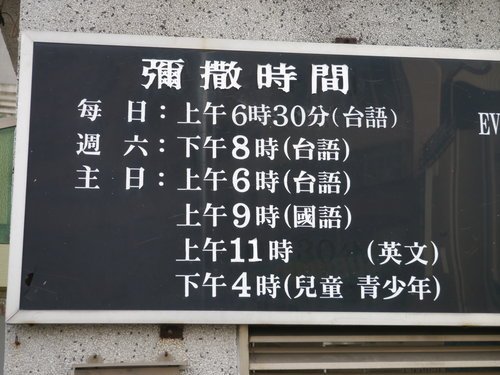 彌撒時間
每日：上午6時30分(台語)
週六：下午8時(台語)
主日：上午6時(台語)
上午9時(國語)
上午11時 (英文)
下午4時(兒童 青少年)
EV